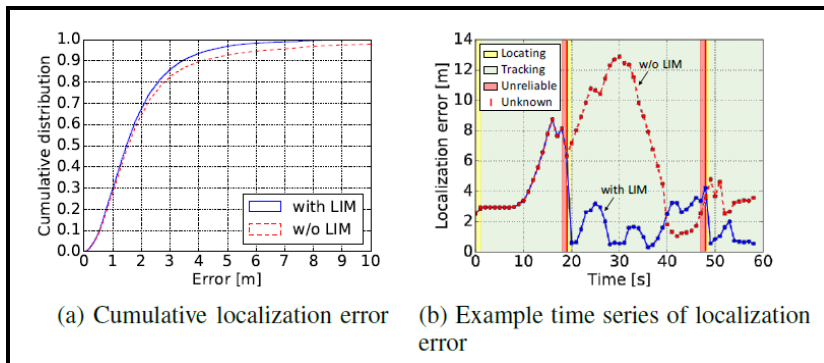 1.0
0.9
0.8
0.7
0.6
0.5
0.4
0.3
0.2
0.1
0.0
Cumulative distribution
0 1 2 3 4 5 6 7 8 9 10
Error [m]
with LIM
w/o LIM
(a) Cumulative localization error
14
12
10
8
6
4
2
0
Localization error [m]
Locating
Tracking
Unreliable
Unknown
w/o LIM
with LIM
0 10 20 30 40 50 60
Time [s]
(b) Example time series of localization
error